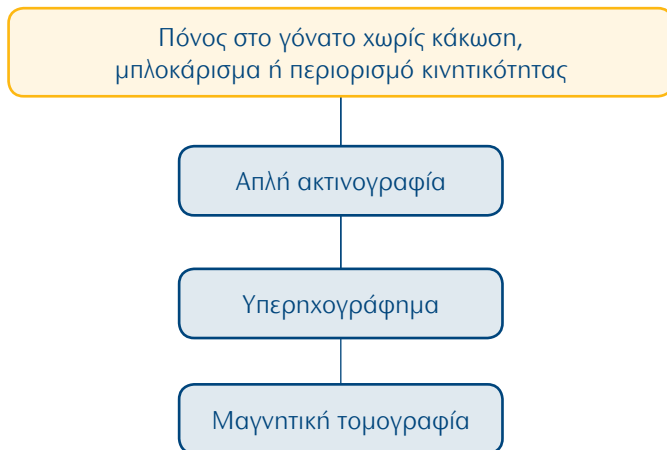 Πόνος στο γόνατο χωρίς κάκωση,
μπλοκάρισμα ή περιορισμό κινητικότητας
Απλή ακτινογραφία
Υπερηχογράφημα
Μαγνητική τομογραφία